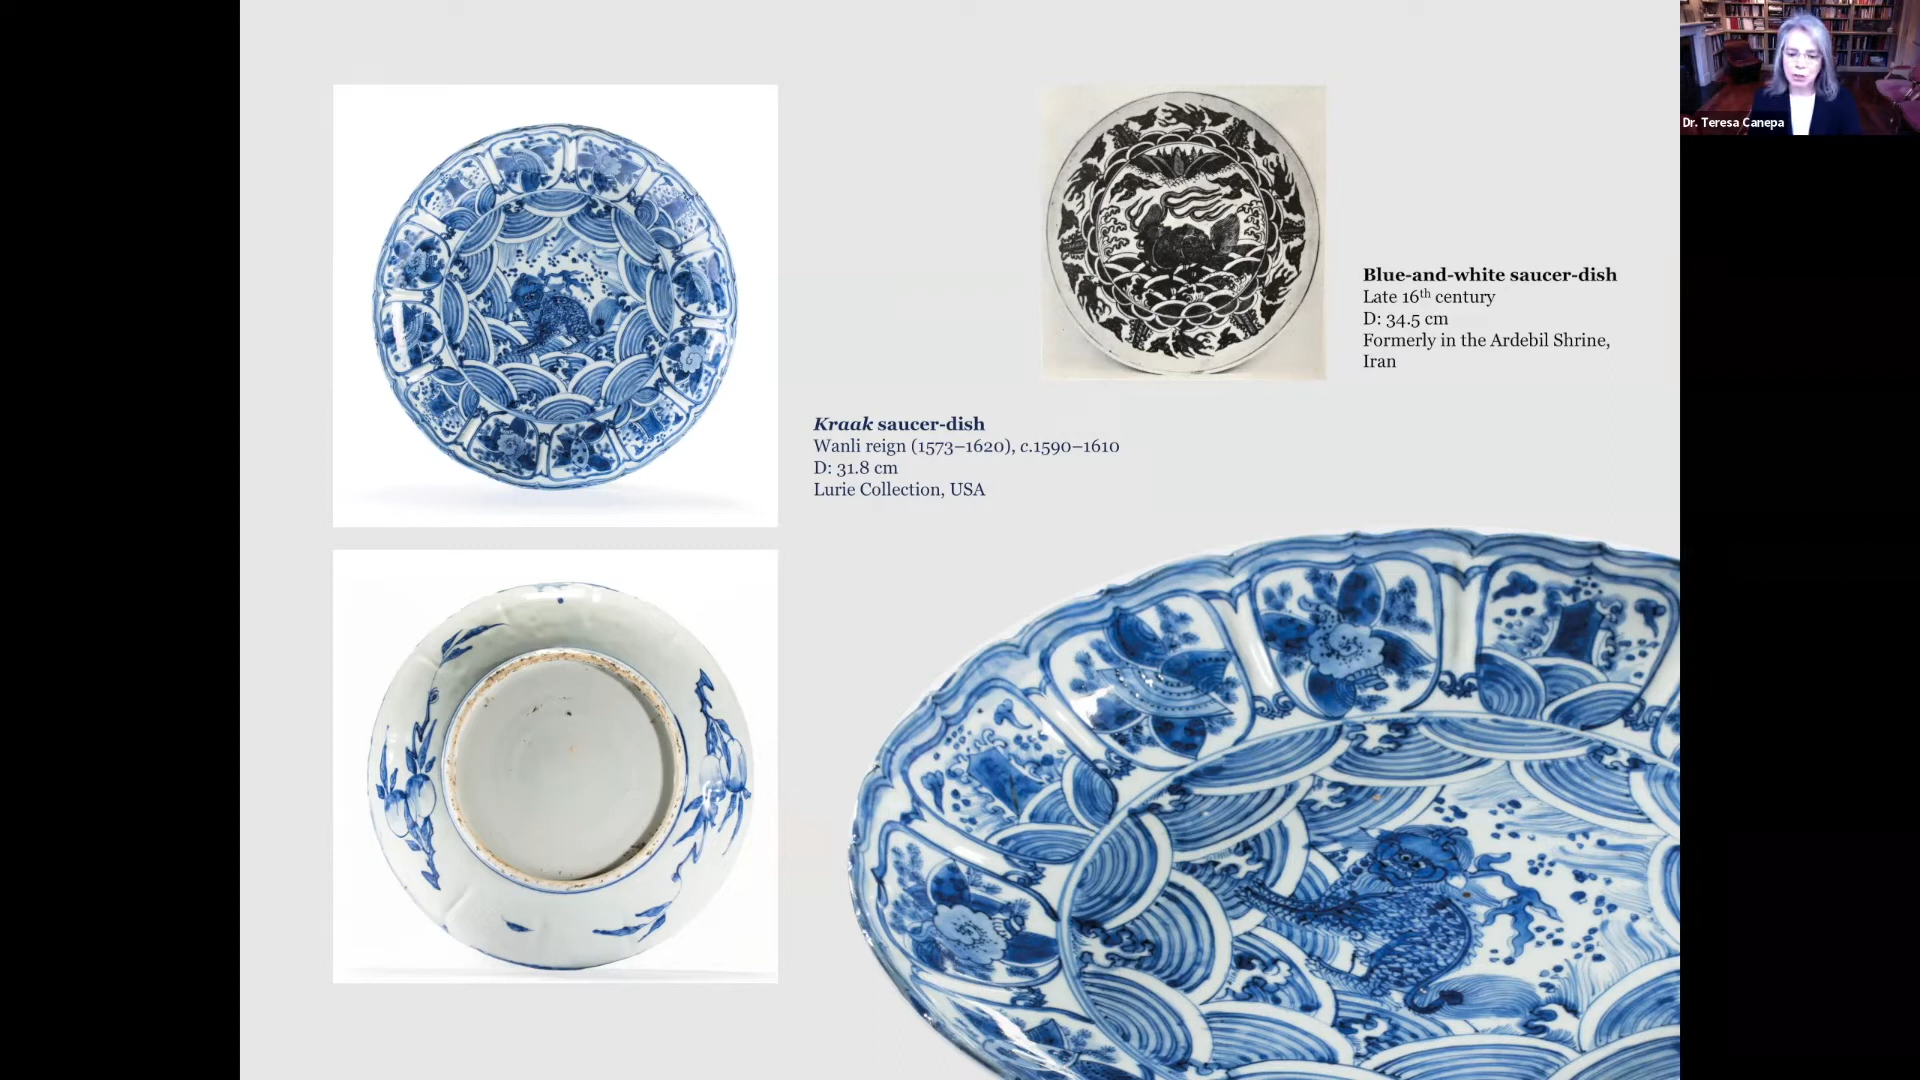 Dr. Teresa Canepa
Blue-and-white saucer-dish
Late 16th century
D: 34.5 cm
Formerly in the Ardebil Shrine,
Iran
Kraak saucer-dish
Wanli reign (1573–1620), c.1590–1610
D: 31.8 cm
Lurie Collection, USA